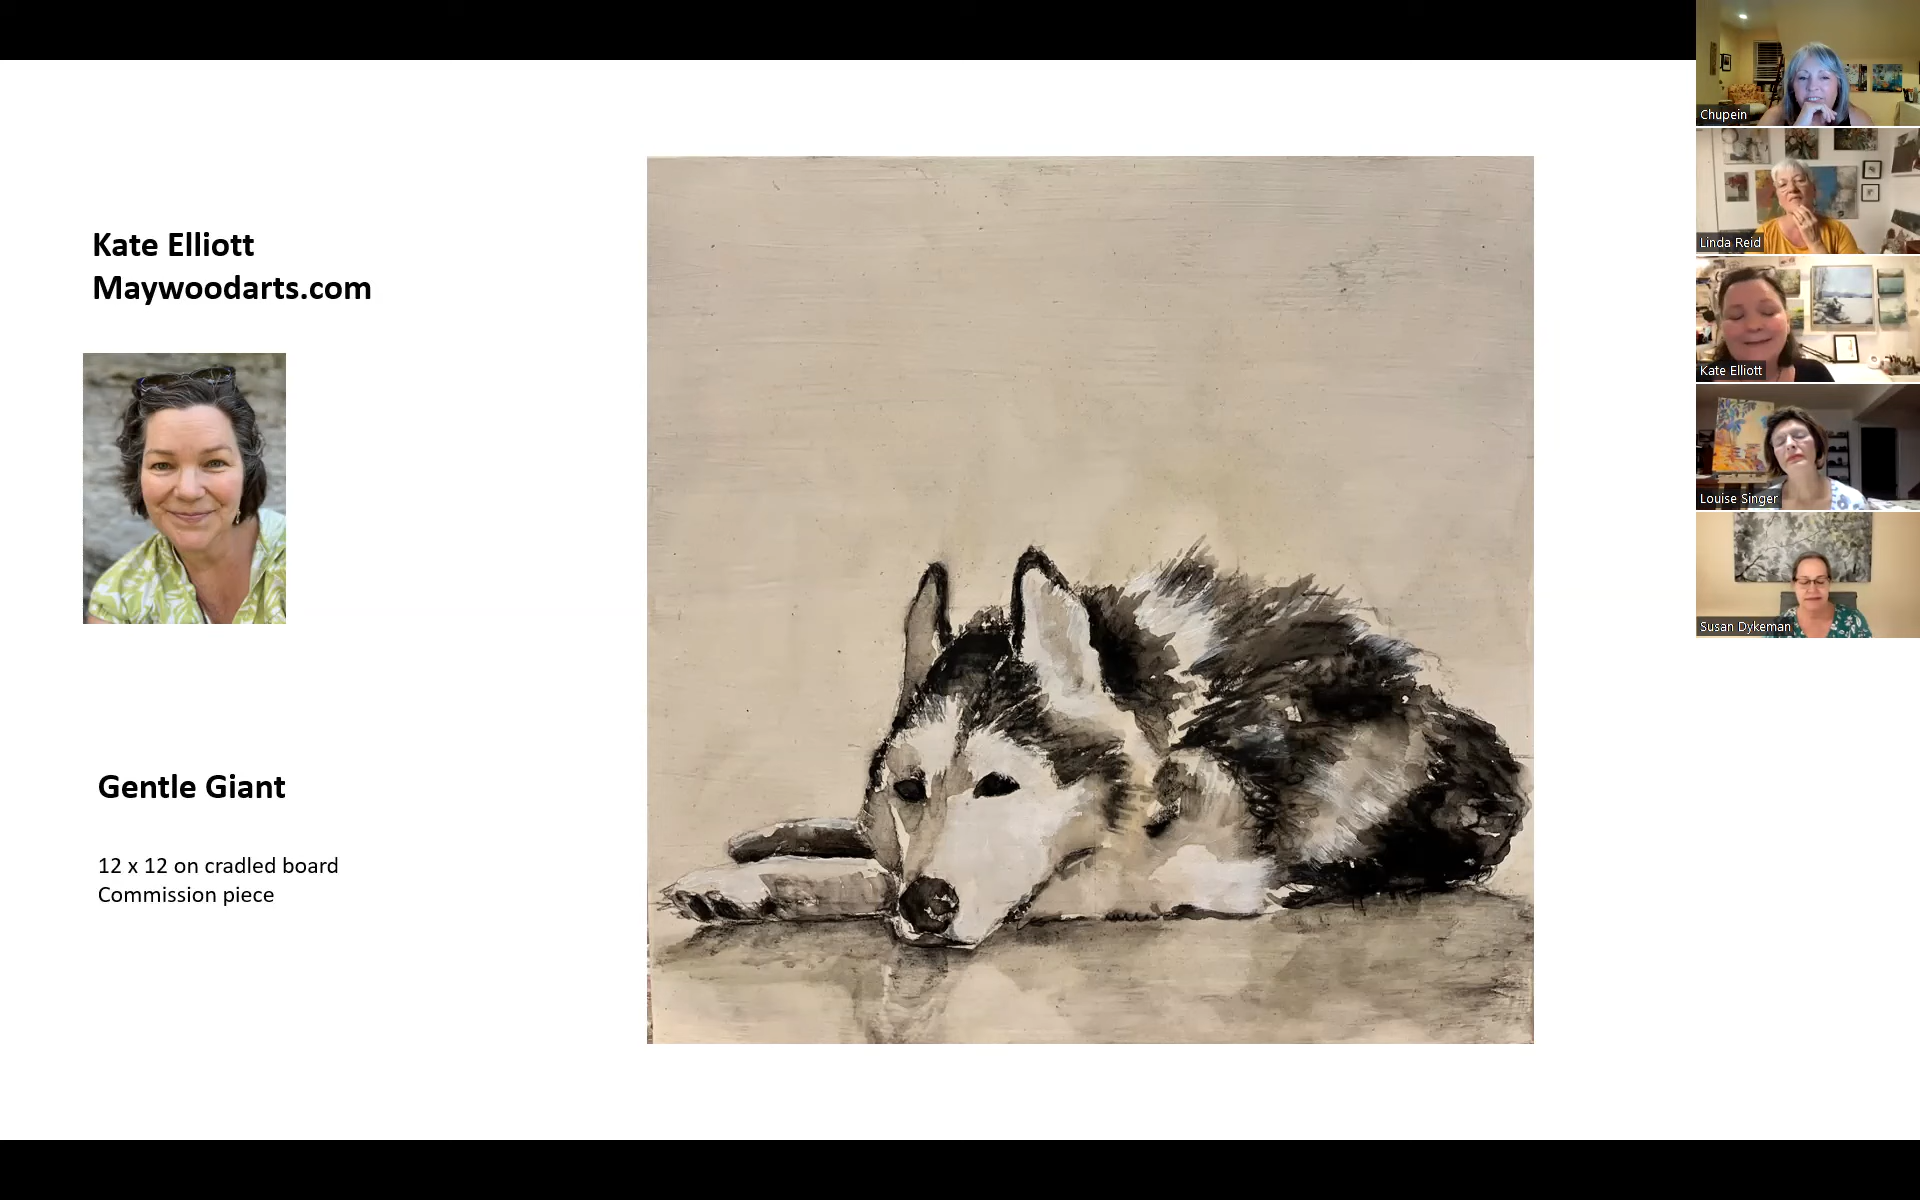 Kate Elliott
Maywoodarts.com
Gentle Giant
12 x 12 on cradled board
Commission piece
Chupein
Linda Reid
Kate Elliott
Louise Singer
Susan Dykeman